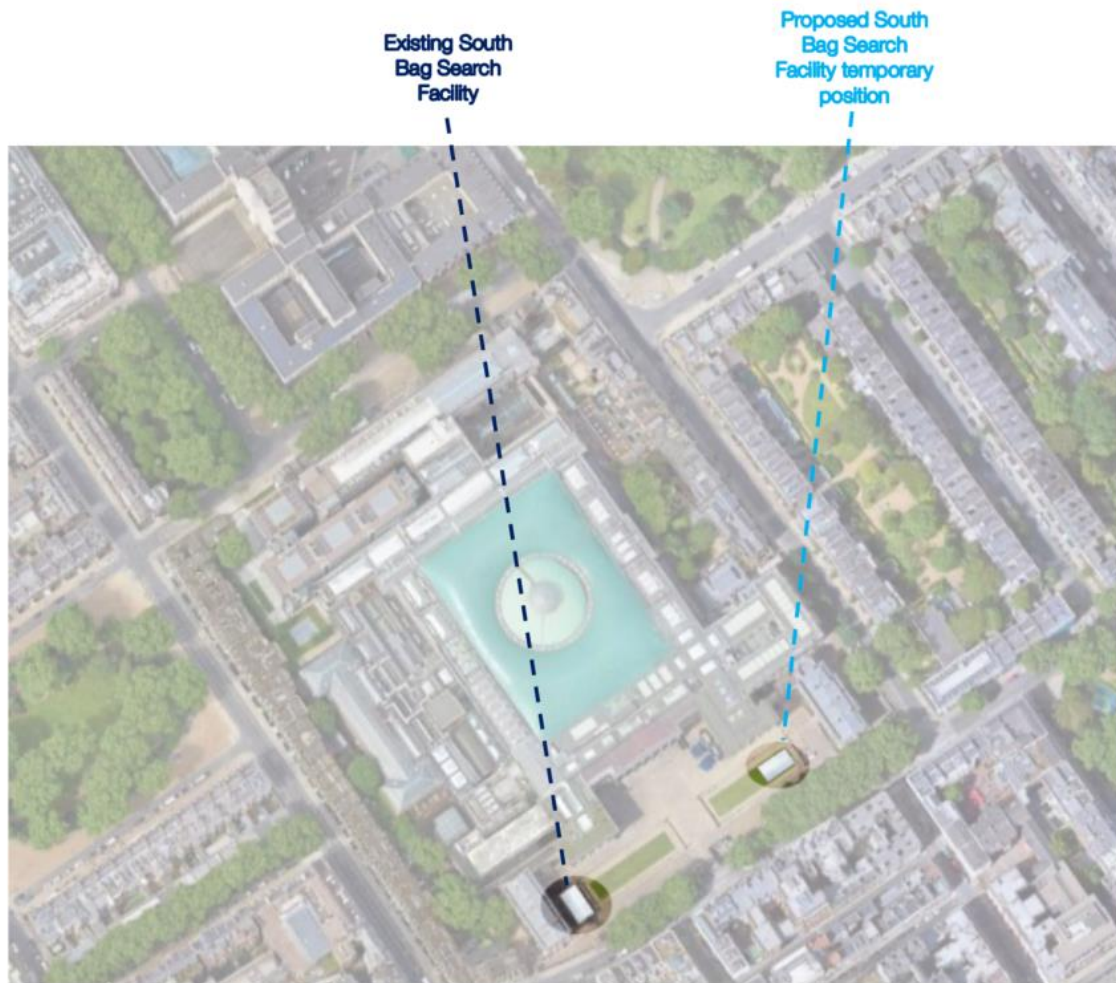 Existing South
Bag Search
Facility
Proposed South
Bag Search
Facility temporary
position